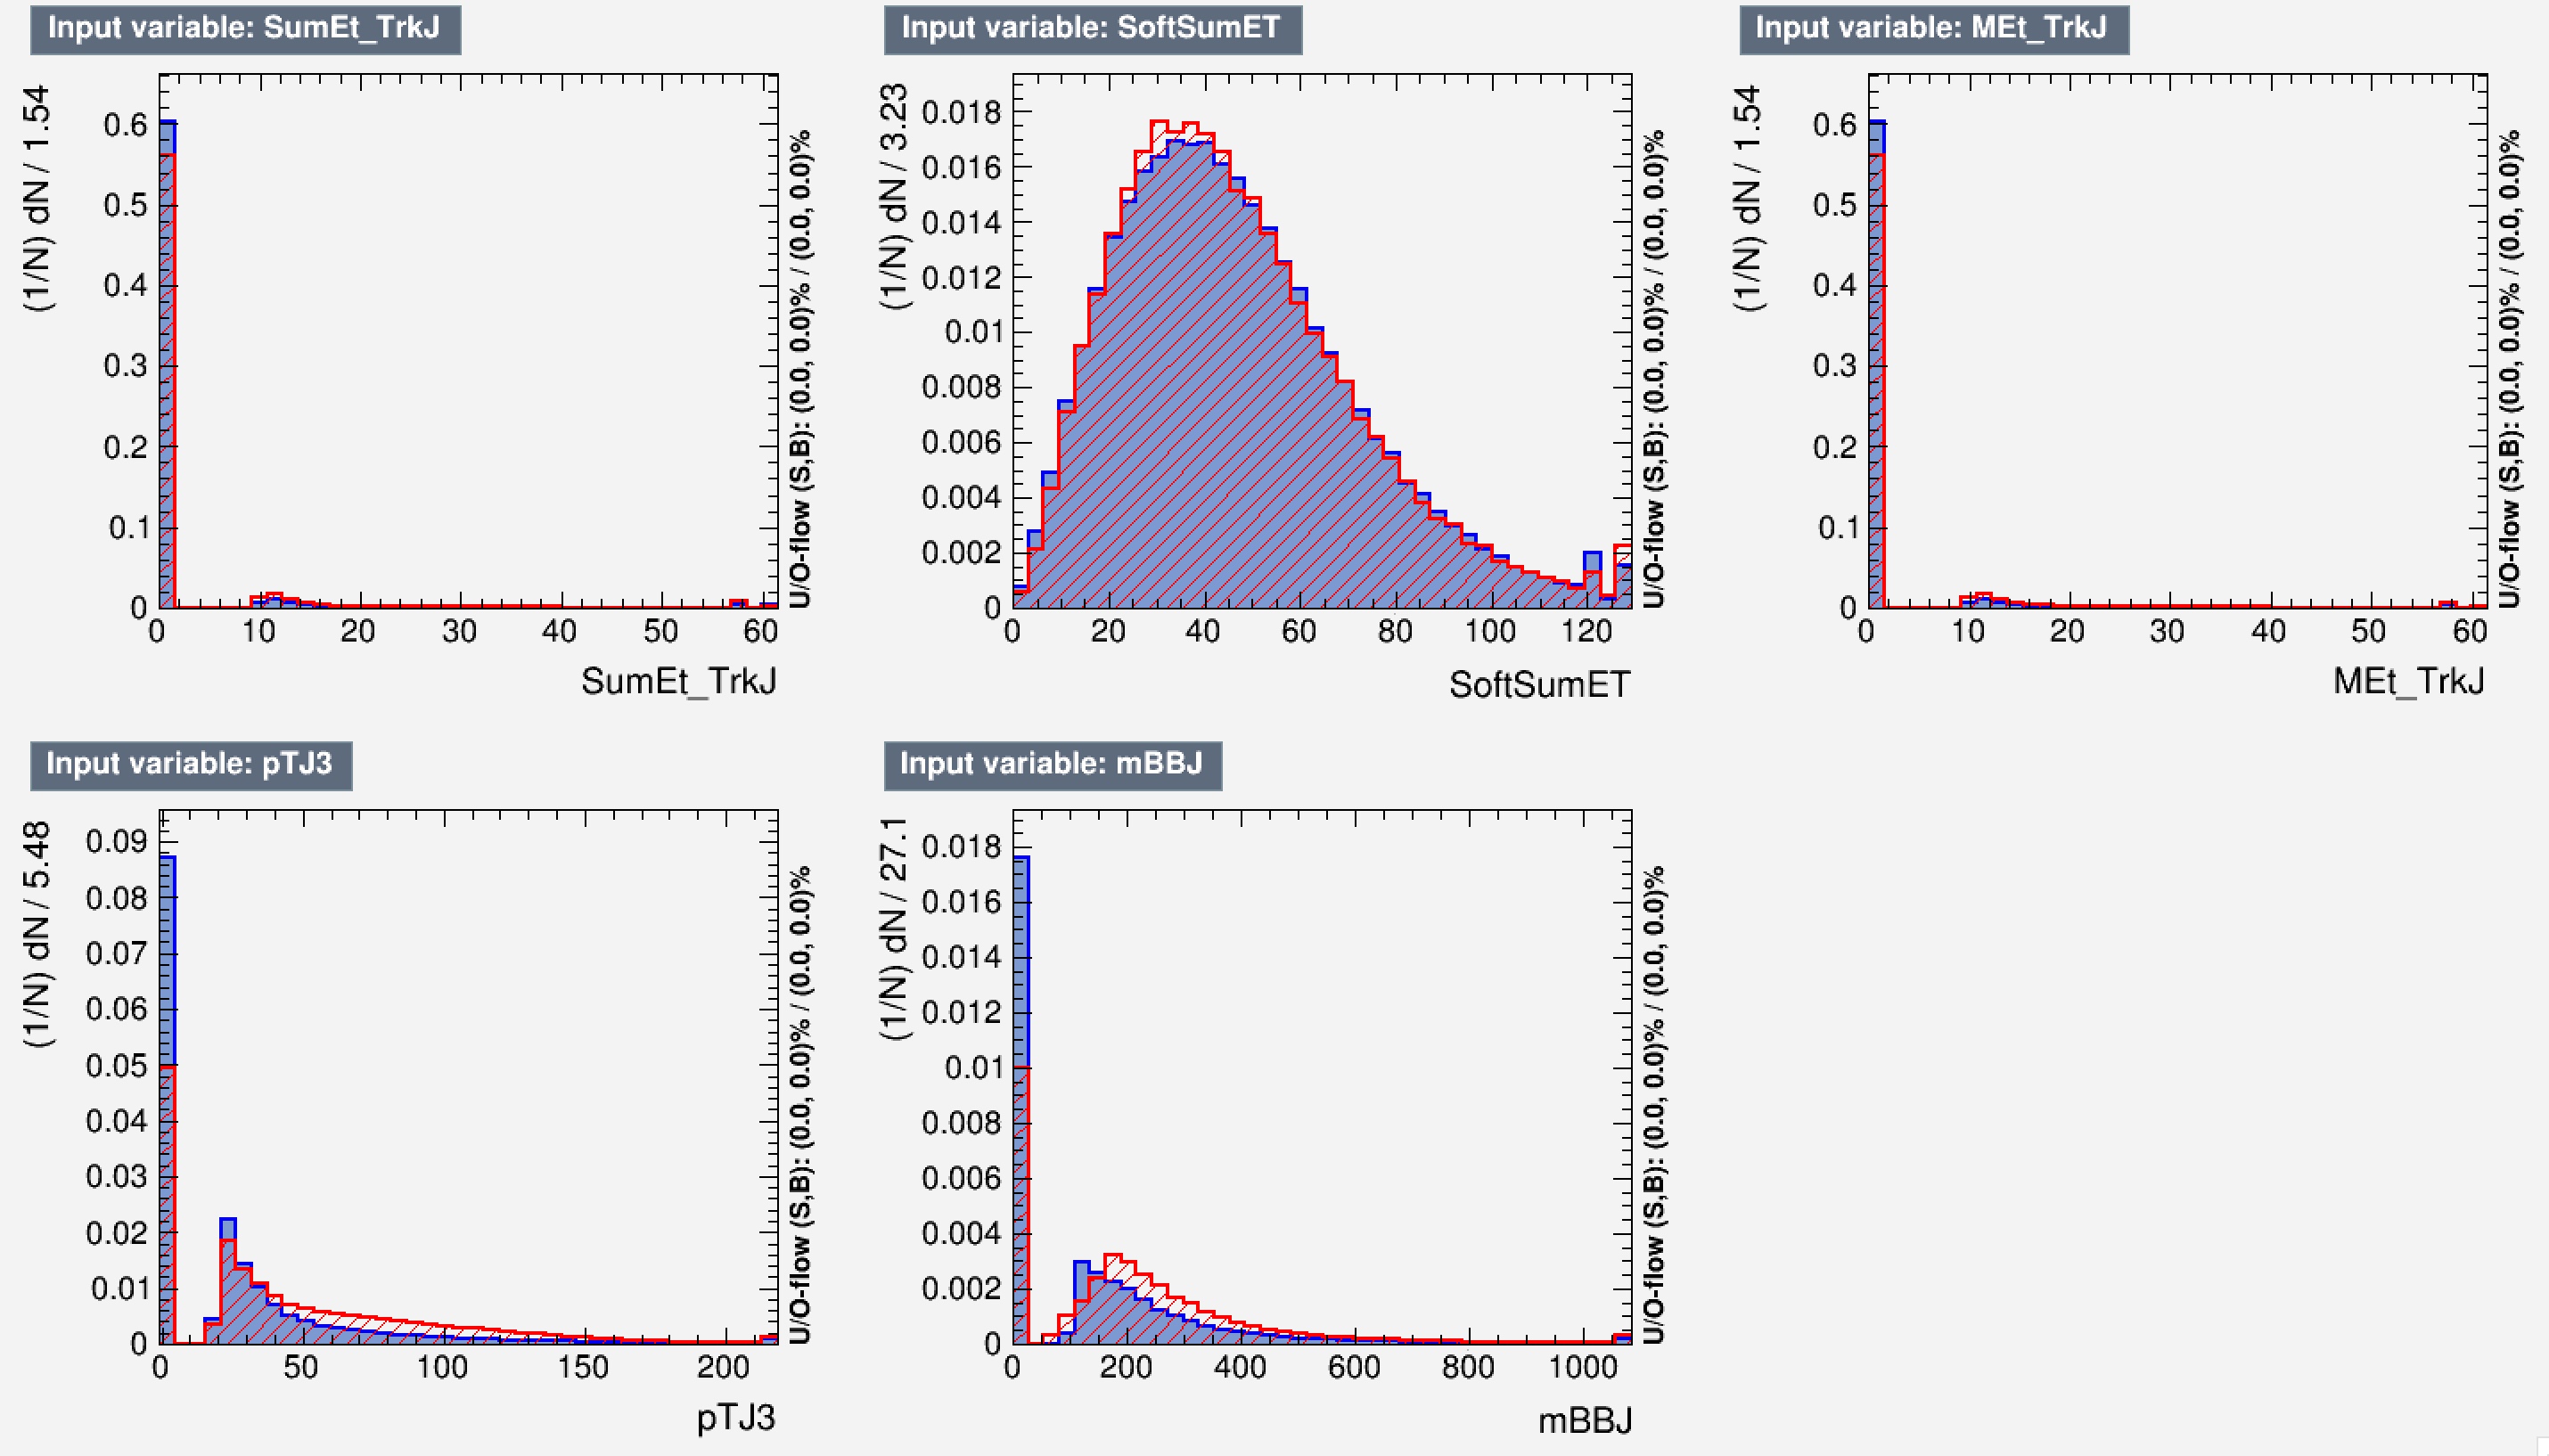 Input variable: SumEt_TrkJ
(1/N) dN / 1.54
0.6
0.5
0.4
0.3
0.2
0.1
0
0 10 20 30 40 50 60
SumEt_TrkJ
U/O-flow (S,B): (0.0, 0.0)% / (0.0, 0.0)%
Input variable: SoftSumET
(1/N) dN / 3.23
0.018
0.016
0.014
0.012
0.01
0.008
0.006
0.004
0.002
0
0 20 40 60 80 100 120
SoftSumET
U/O-flow (S,B): (0.0, 0.0)% / (0.0, 0.0)%
Input variable: MEt_TrkJ
(1/N) dN / 1.54
0.6
0.5
0.4
0.3
0.2
0.1
0
0 10 20 30 40 50 60
MEt_TrkJ
U/O-flow (S,B): (0.0, 0.0)% / (0.0, 0.0)%
Input variable: pTJ3
(1/N) dN / 5.48
0.09
0.08
0.07
0.06
0.05
0.04
0.03
0.02
0.01
0
0 50 100 150 200
pTJ3
U/O-flow (S,B): (0.0, 0.0)% / (0.0, 0.0)%
Input variable: mBBJ
(1/N) dN / 27.1
0.018
0.016
0.014
0.012
0.01
0.008
0.006
0.004
0.002
0
0 200 400 600 800 1000
mBBJ
U/O-flow (S,B): (0.0, 0.0)% / (0.0, 0.0)%